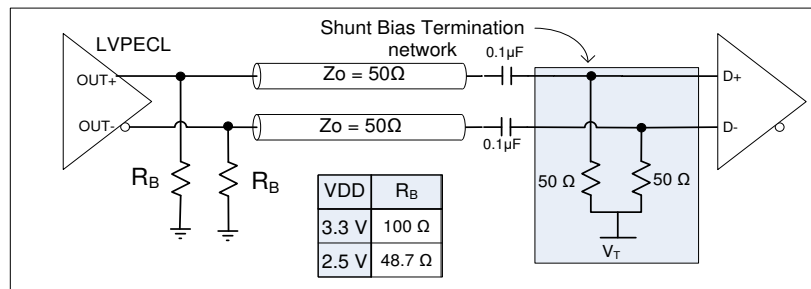 LVPECL
Shunt Bias Termination
network
0.1µF
OUT+
Zo = 50Ω
D+
OUT-
Zo = 50Ω
D-
0.1µF
RB
RB
50 Ω
50 Ω
VDD RB
3.3 V 100 Ω
2.5 V 48.7 Ω
VT